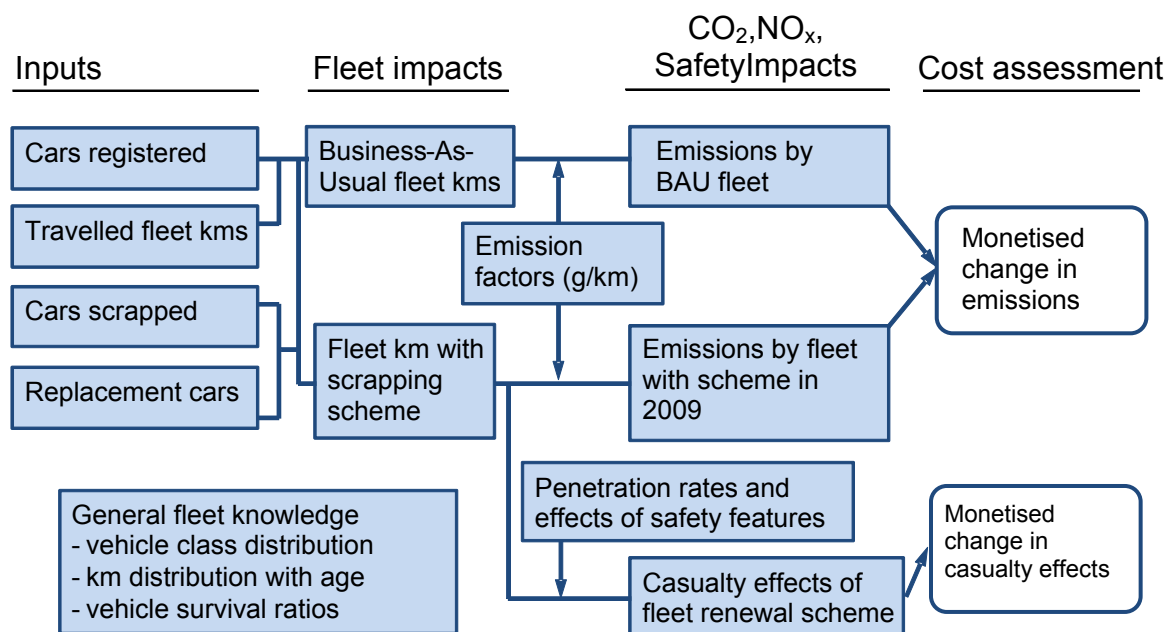 Inputs
Fleet impacts
CO₂,NOₓ,
SafetyImpacts
Cost assessment
Cars registered
Travelled fleet kms
Cars scrapped
Replacement cars
Business-As-
Usual fleet kms
Emission
factors (g/km)
Fleet km with
scrapping
scheme
Emissions by
BAU fleet
Emissions by fleet
with scheme in
2009
Monetised
change in
emissions
General fleet knowledge
- vehicle class distribution
- km distribution with age
- vehicle survival ratios
Penetration rates and
effects of safety features
Casualty effects of
fleet renewal scheme
Monetised
change in
casualty effects